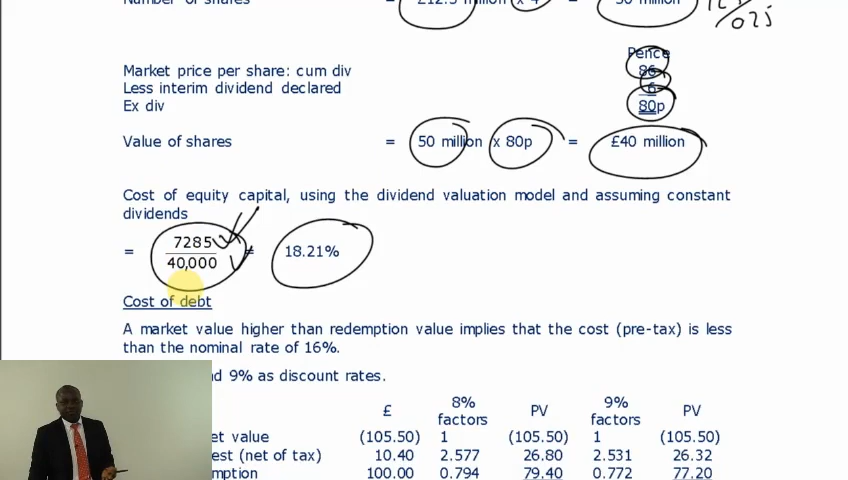 Number of shares = £12.5 million x 4 = 50 million
025
Pence
Market price per share: cum div 86
Less interim dividend declared 6
Ex div 80p
Value of shares = 50 million x 80p = £40 million
Cost of equity capital, using the dividend valuation model and assuming constant
dividends
= 7285
40,000 = 18.21%
Cost of debt
A market value higher than redemption value implies that the cost (pre-tax) is less
than the nominal rate of 16%.
9% as discount rates.
£ 8% factors PV 9% factors PV
(105.50) 1 (105.50) 1 (105.50)
(net of tax) 10.40 2.577 26.80 2.531 26.32
100.00 0.794 79.40 0.772 77.20